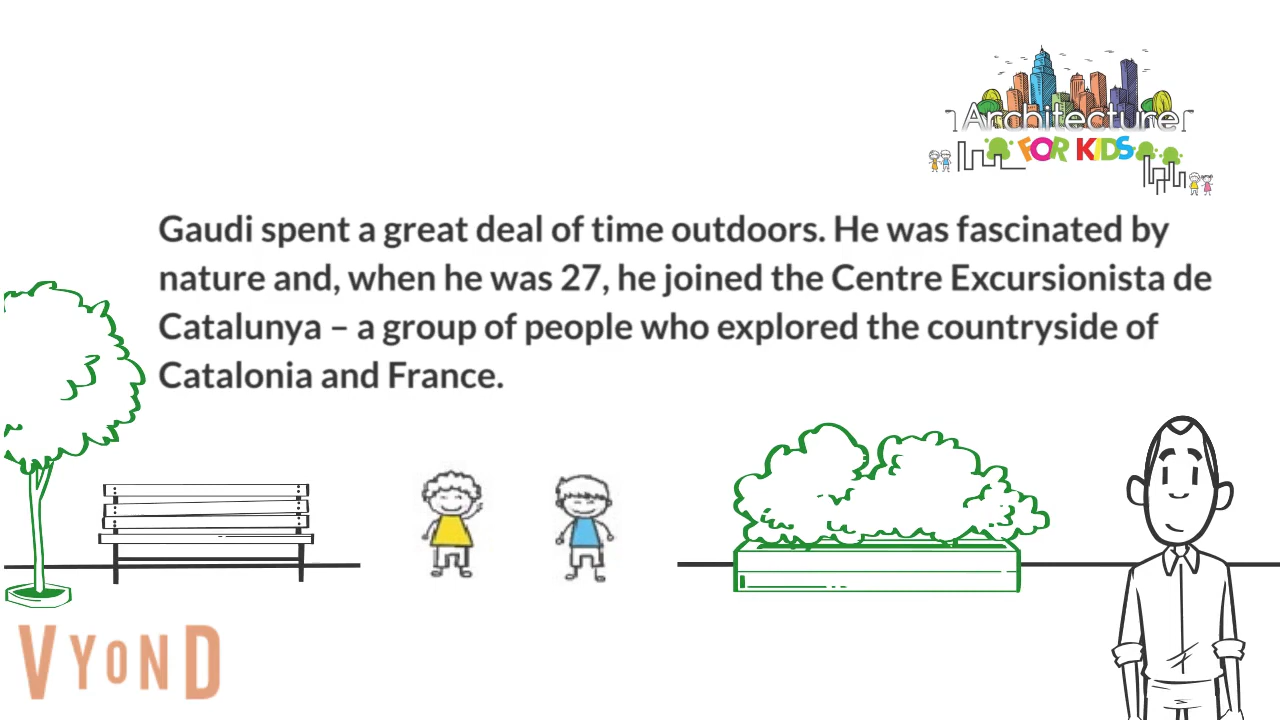 Architecture
FOR KIDS
Gaudi spent a great deal of time outdoors. He was fascinated by
nature and, when he was 27, he joined the Centre Excursionista de
Catalunya – a group of people who explored the countryside of
Catalonia and France.
VYOND